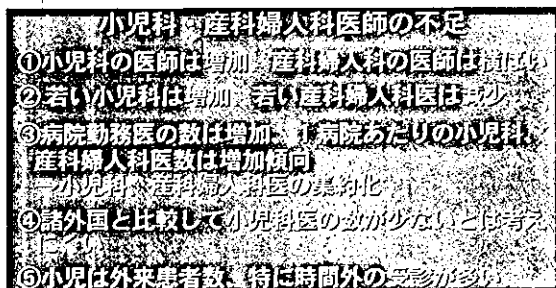 小児科・産科婦人科医師の不足
①小児科の医師は増加、産科婦人科の医師は横ばい
②若い小児科は増加、若い産科婦人科医は減少
③病院勤務医の数は増加、1病院あたりの小児科、
産科婦人科医数は増加傾向
→小児科、産科婦人科医の集約化
④諸外国と比較して小児科医の数が少ないとは考え
にくい
⑤小児は外来患者数、特に時間外の受診が多い